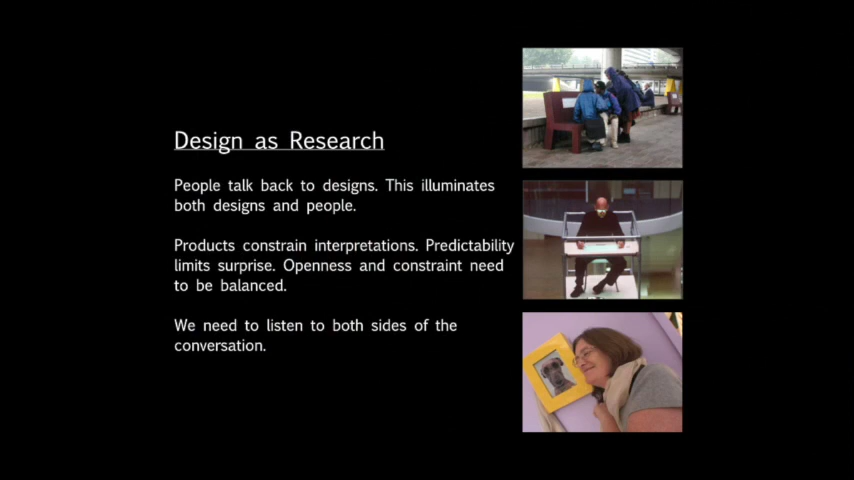 Design as Research
People talk back to designs. This illuminates
both designs and people.
Products constrain interpretations. Predictability
limits surprise. Openness and constraint need
to be balanced.
We need to listen to both sides of the
conversation.